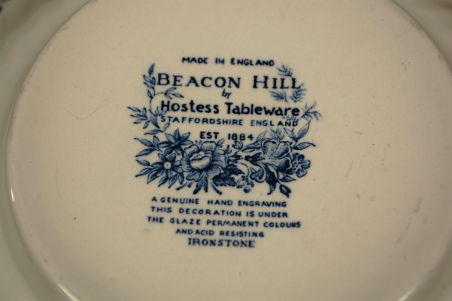 MADE IN ENGLAND
BEACON HILL
by
Hostess Tableware
STAFFORDSHIRE ENGLAND
EST 1884
A GENUINE HAND ENGRAVING
THIS DECORATION IS UNDER
THE GLAZE PERMANENT COLOURS
AND ACID RESISTING
IRONSTONE